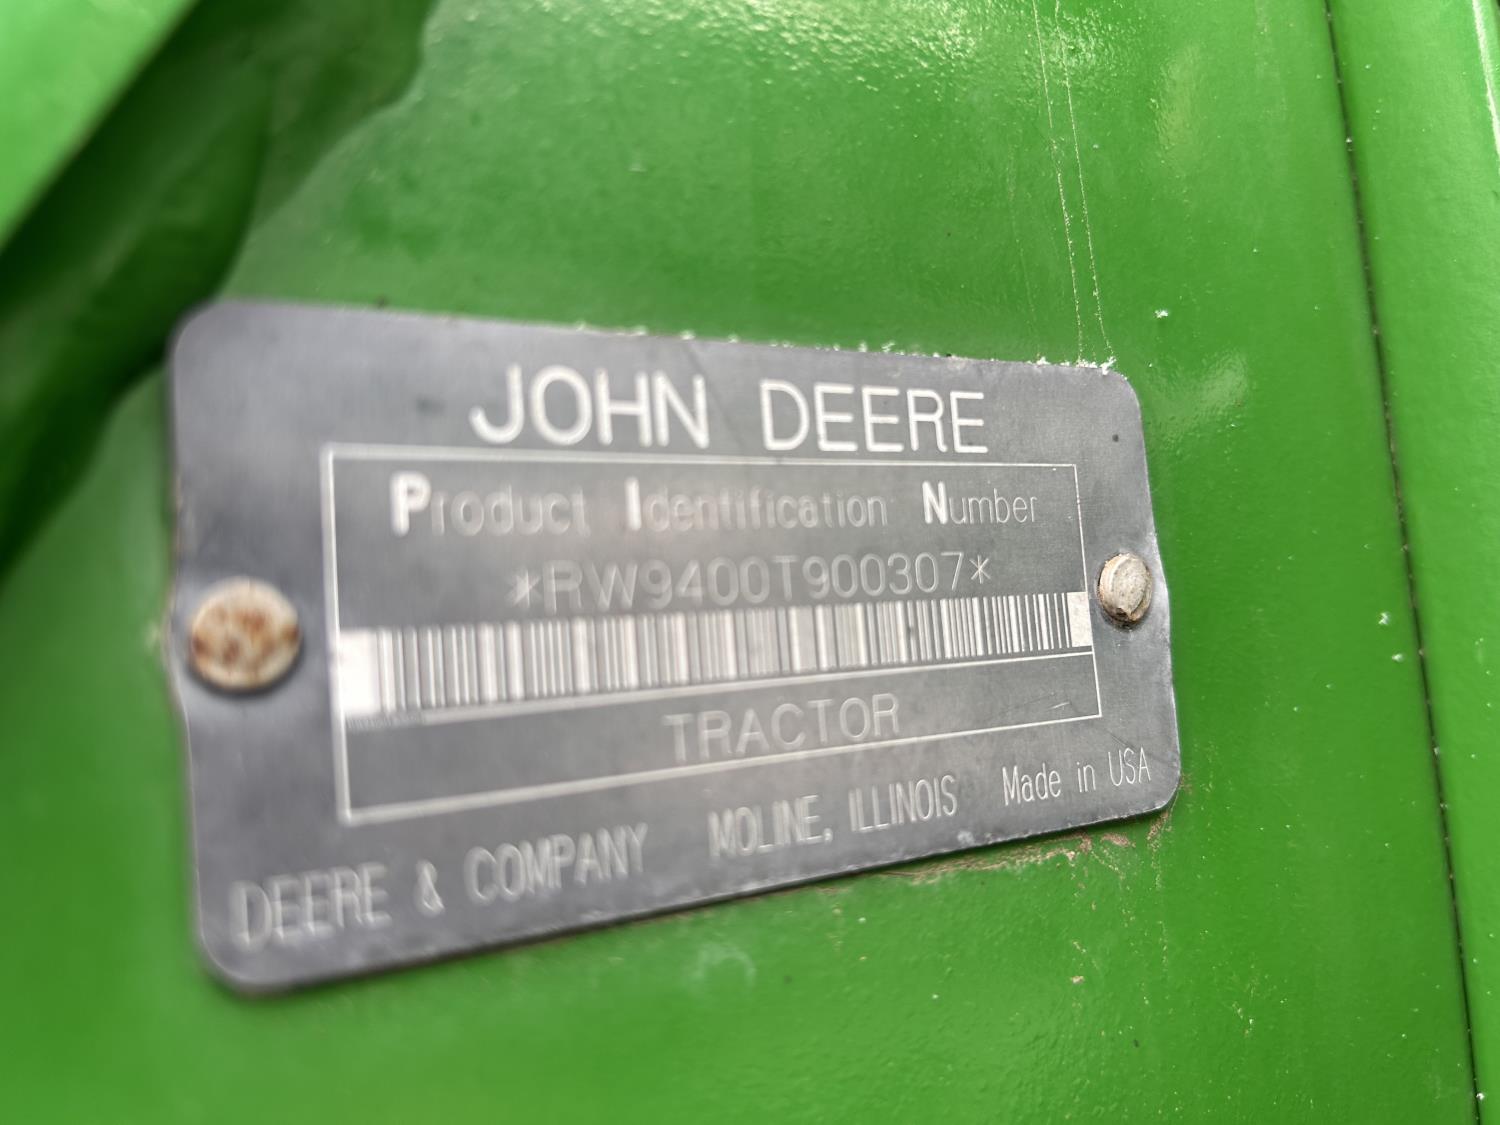 JOHN DEERE
Product Identification Number
*RW9400T900307*
TRACTOR
DEERE & COMPANY MOLINE, ILLINOIS Made in USA